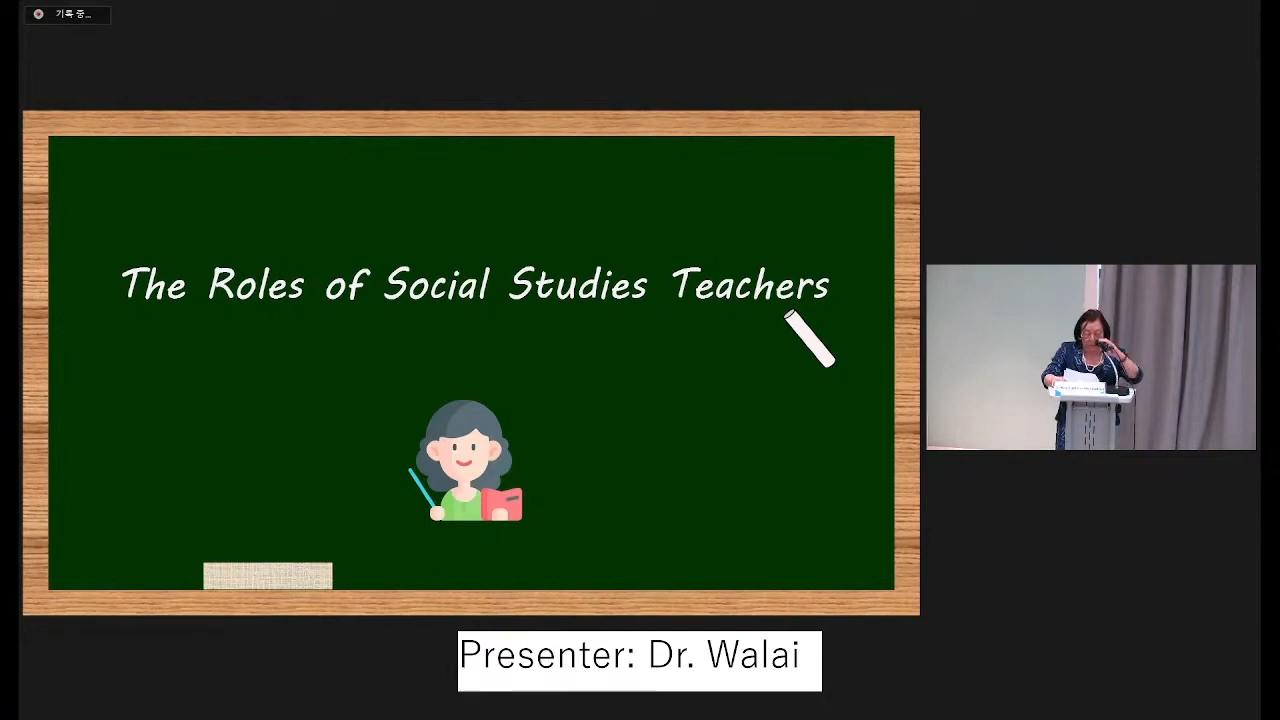 기록 중...
The Roles of Social Studies Teachers
Presenter: Dr. Walai